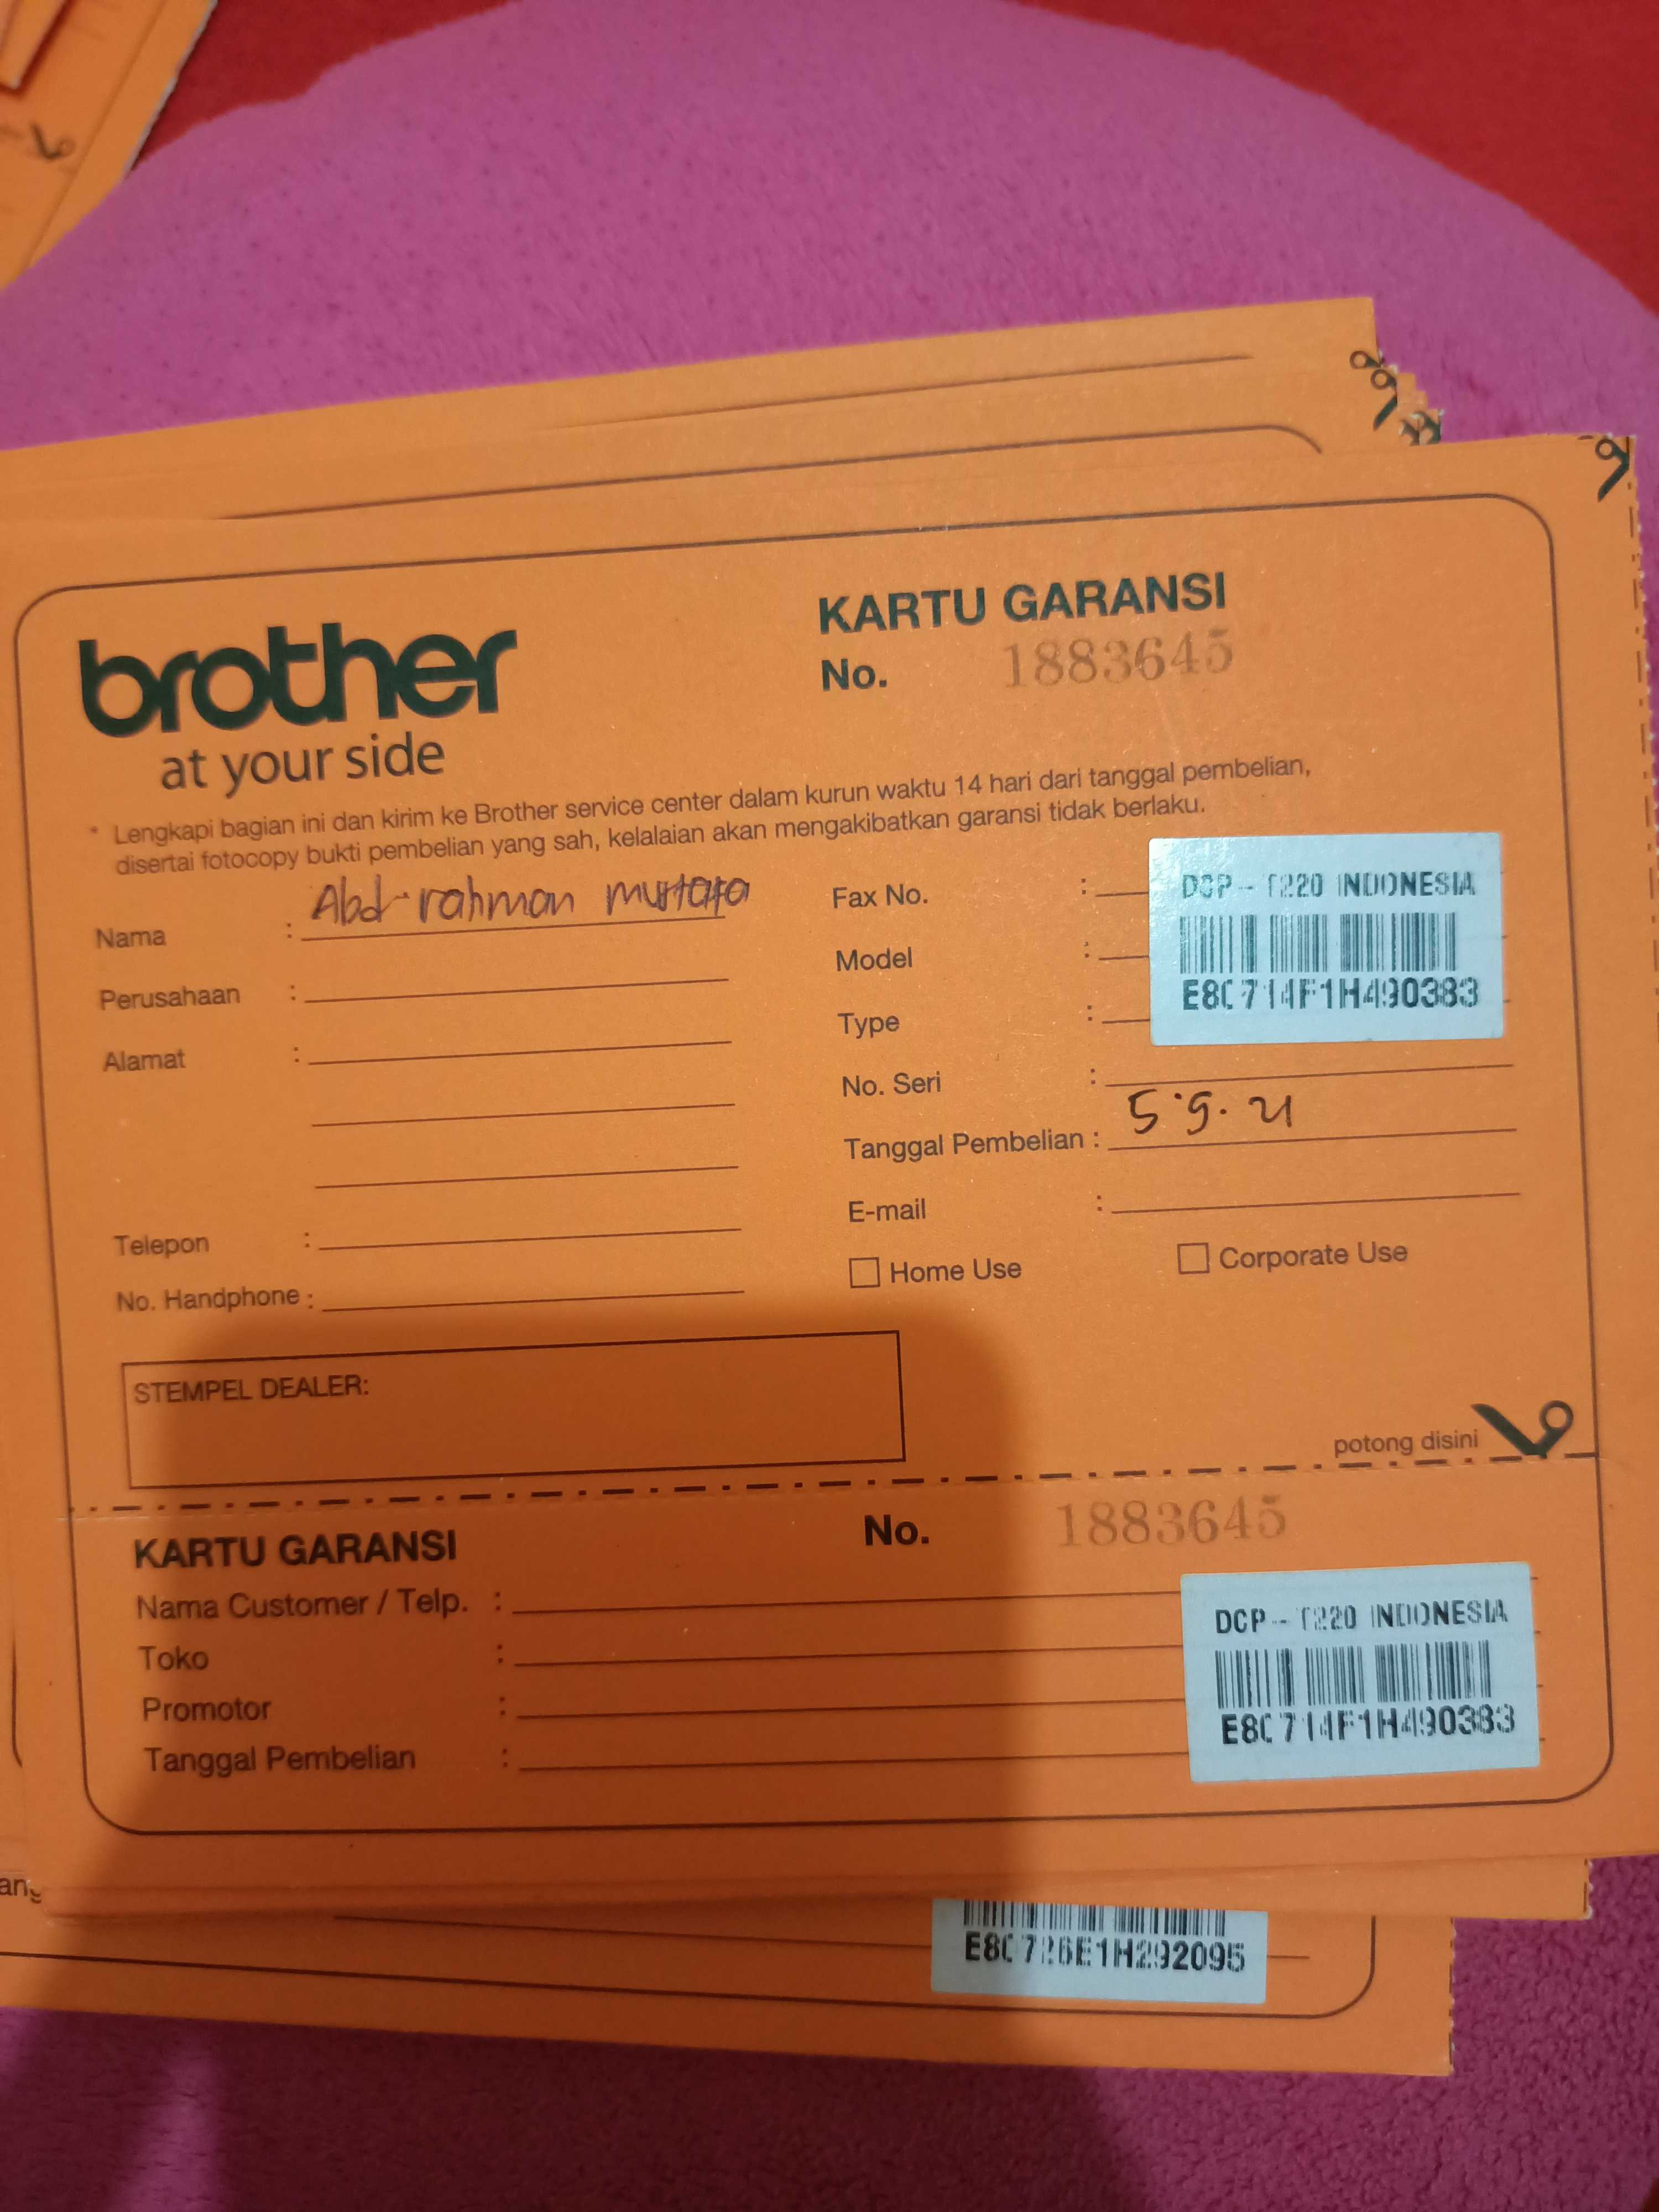 brother
at your side
KARTU GARANSI
No. 1883645
* Lengkapi bagian ini dan kirim ke Brother service center dalam kurun waktu 14 hari dari tanggal pembelian,
disertai fotocopy bukti pembelian yang sah, kelalaian akan mengakibatkan garansi tidak berlaku.
Nama : Abd rahman mustafa
Perusahaan :
Alamat :
Telepon :
No. Handphone :
Fax No. :
Model :
Type :
DCP-T220 INDONESIA
E80714F1H490383
No. Seri :
Tanggal Pembelian : 5.9.21
E-mail :
Home Use
Corporate Use
STEMPEL DEALER:
potong disini
KARTU GARANSI
No. 1883645
Nama Customer / Telp. :
Toko :
Promotor :
Tanggal Pembelian :
DCP-T220 INDONESIA
E80714F1H490383